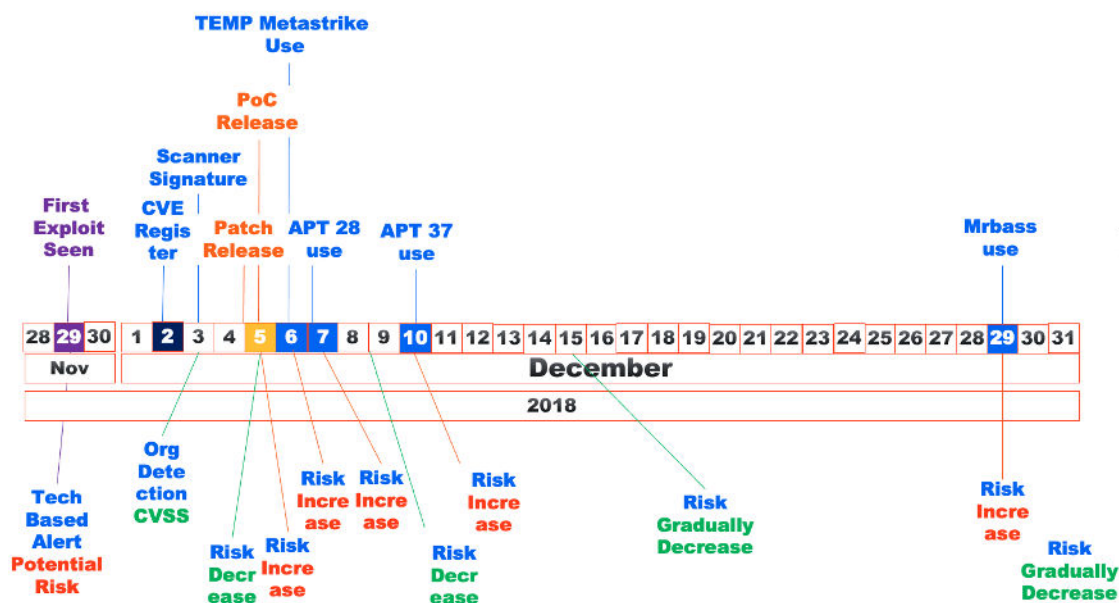 TEMP Metastrike
Use
PoC
Release
Scanner
Signature
First
Exploit
Seen
CVE
Regis
ter
Patch
Release
APT 28
use
APT 37
use
Mrbass
use
28 29 30 1 2 3 4 5 6 7 8 9 10 11 12 13 14 15 16 17 18 19 20 21 22 23 24 25 26 27 28 29 30 31
Nov December
2018
Org
Dete
ction
CVSS
Tech
Based
Alert
Potential
Risk
Risk
Decr
ease
Risk
Incre
ase
Risk
Incre
ase
Risk
Incre
ase
Risk
Decr
ease
Risk
Incre
ase
Risk
Gradually
Decrease
Risk
Incre
ase
Risk
Gradually
Decrease